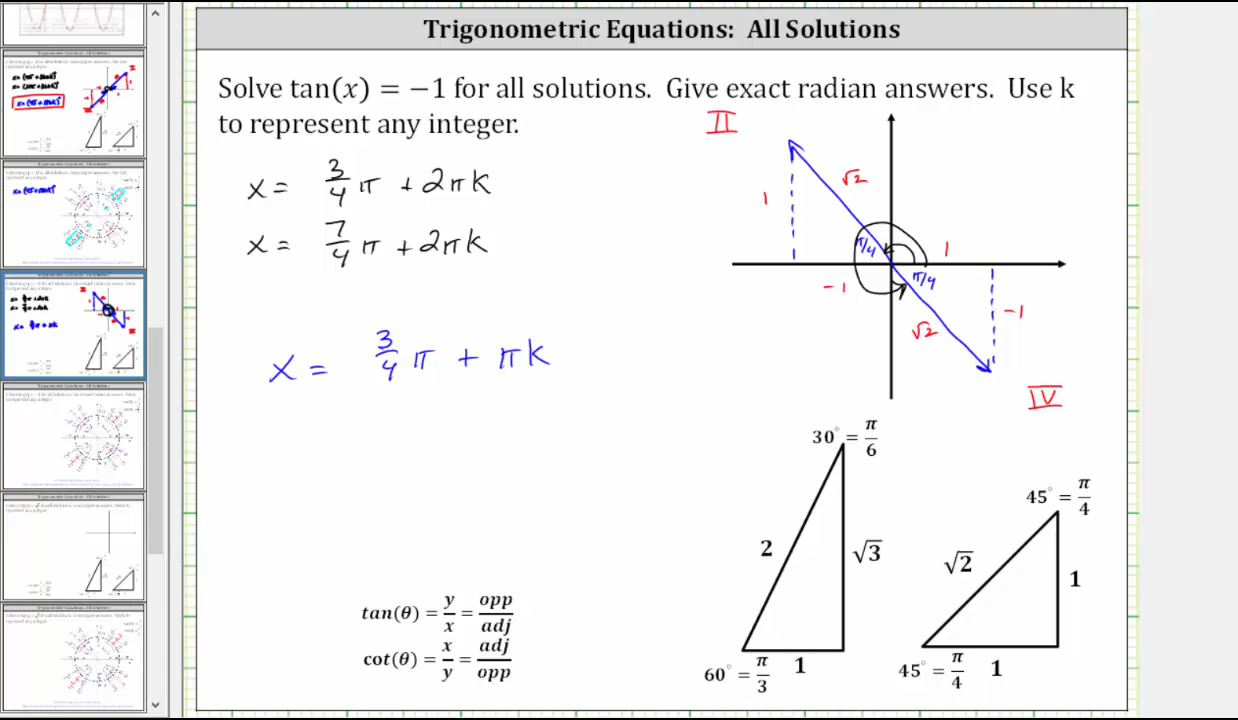 Trigonometric Equations: All Solutions
Solve tan(x) = −1 for all solutions. Give exact radian answers. Use k
to represent any integer.
II
x = 3/4 π + 2πk
x = 7/4 π + 2πk
x = 3/4 π + πk
√2
1
π/4
1
π/4
−1
√2
−1
IV
30° = π/6
2
√3
60° = π/3
1
45° = π/4
√2
1
45° = π/4
1
tan(θ) = y/x = opp/adj
cot(θ) = x/y = adj/opp